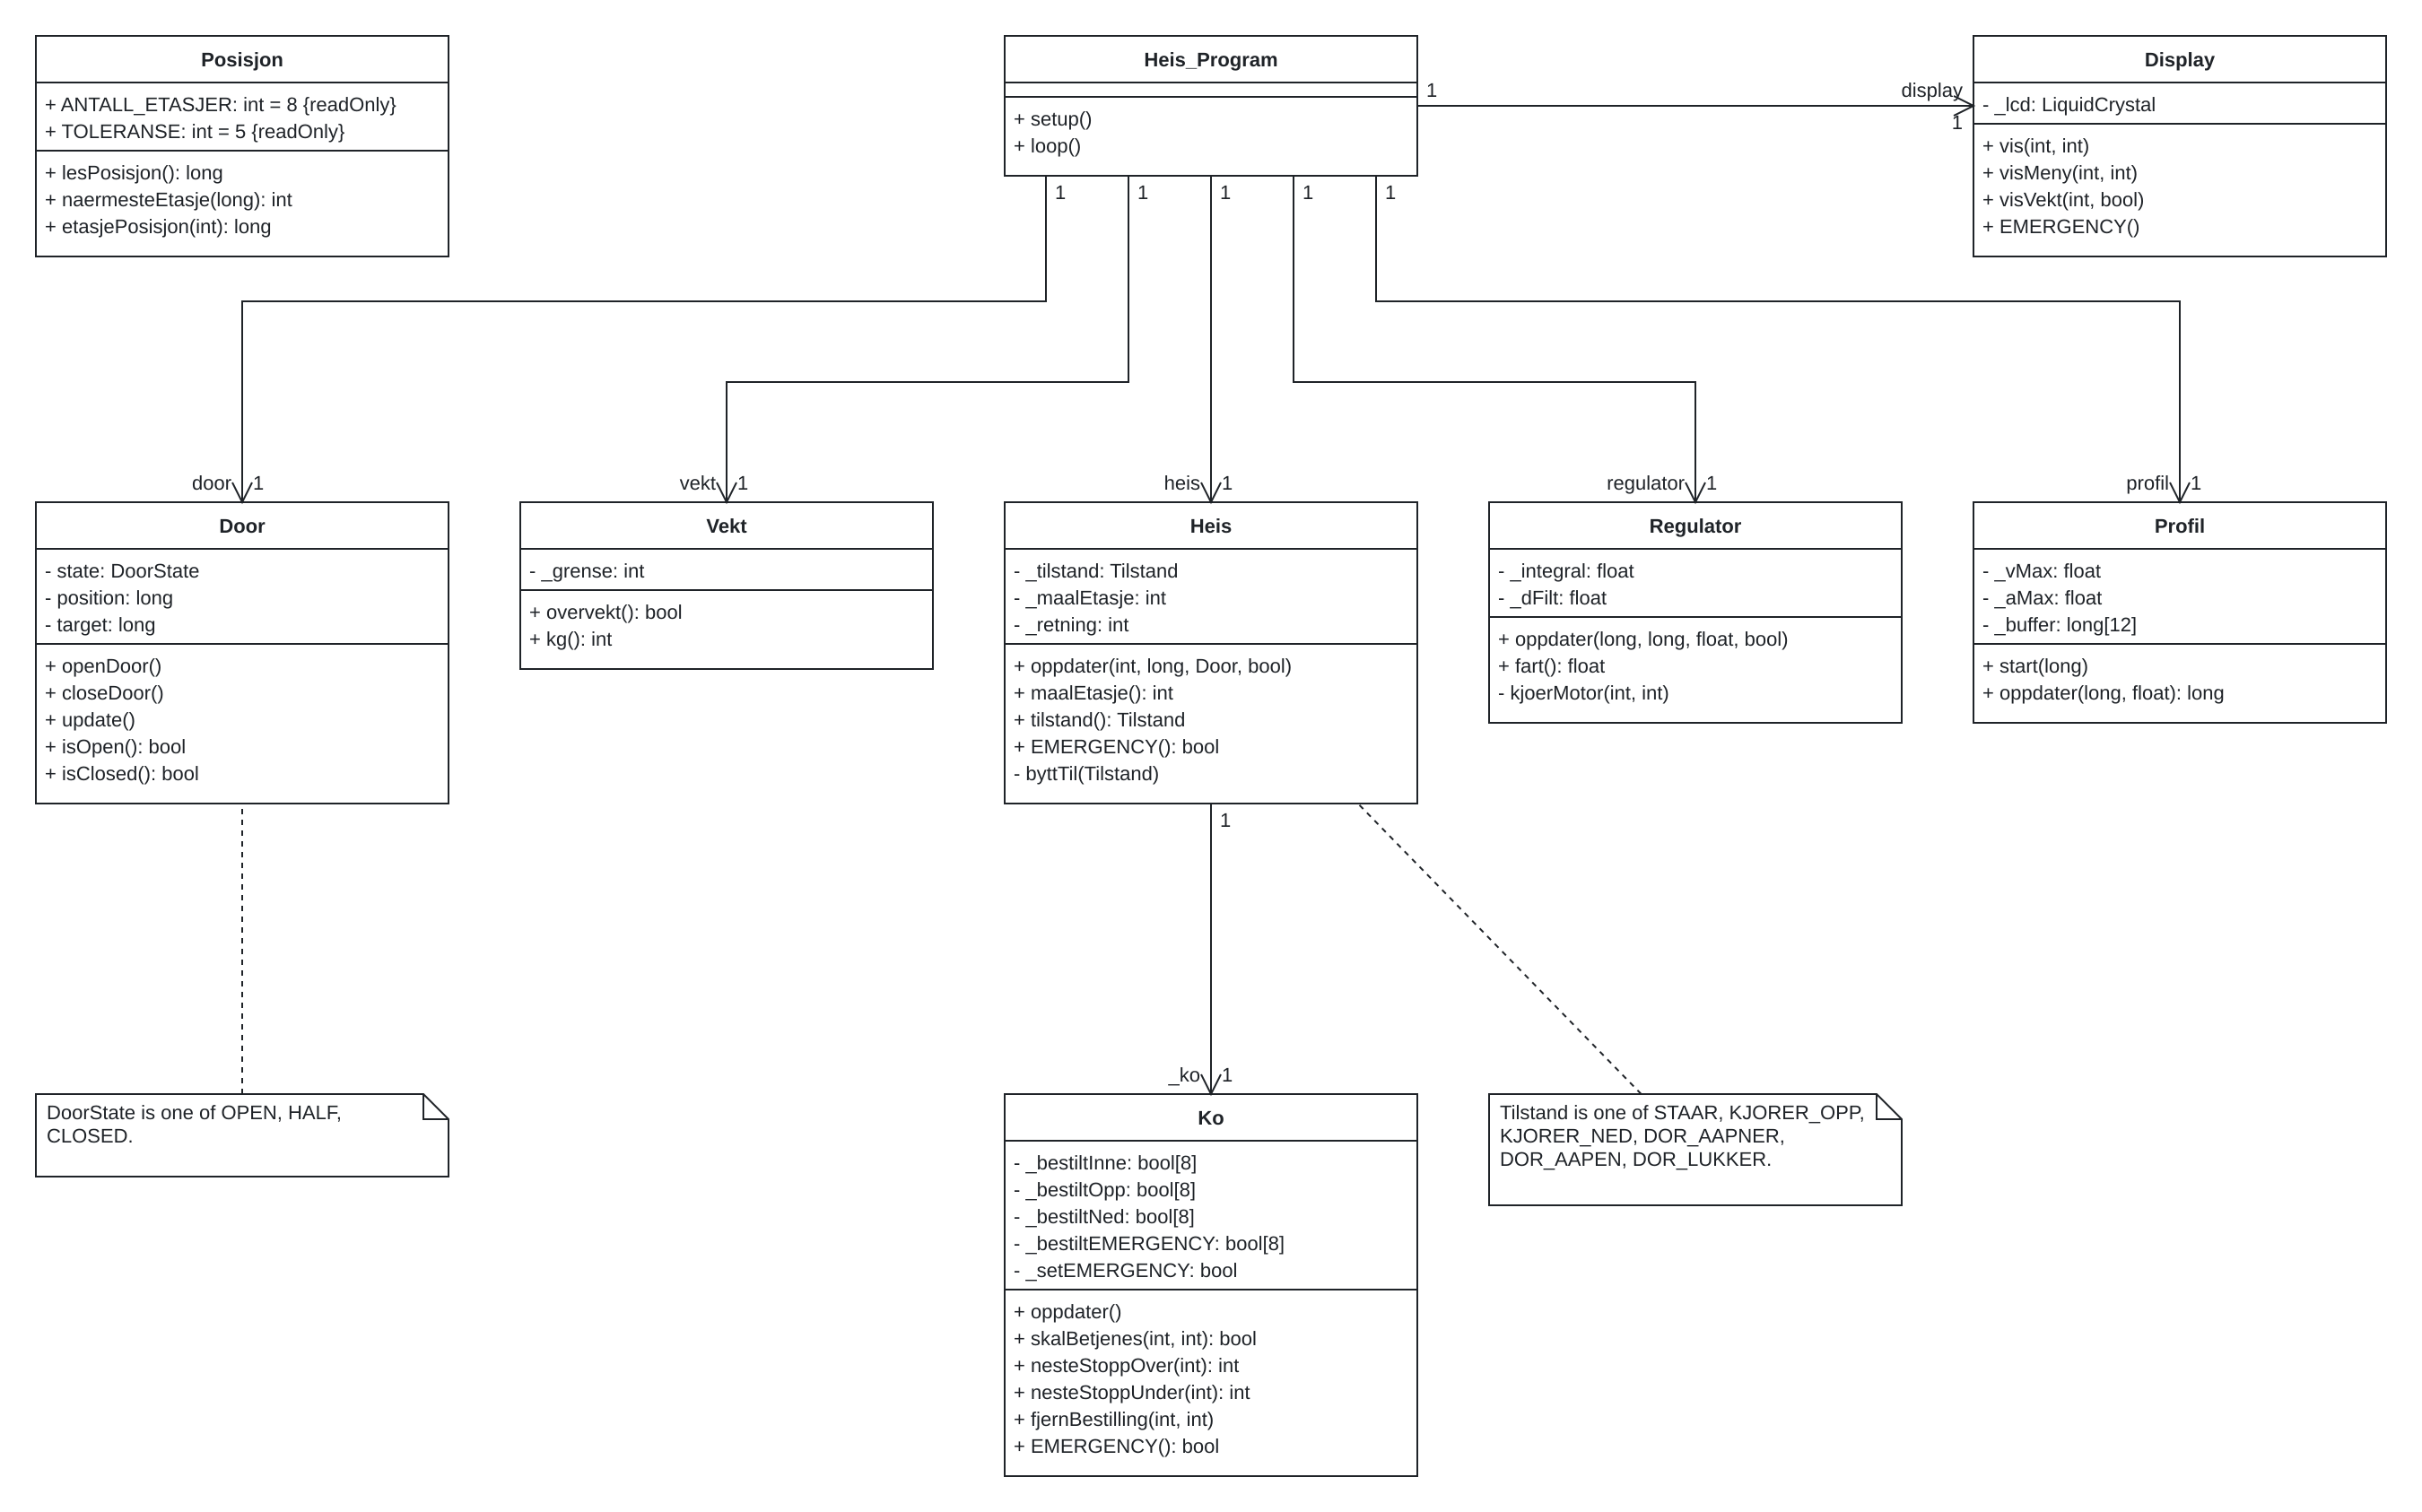 Posisjon
+ ANTALL_ETASJER: int = 8 {readOnly}
+ TOLERANSE: int = 5 {readOnly}
+ lesPosisjon(): long
+ naermesteEtasje(long): int
+ etasjePosisjon(int): long
Heis_Program
+ setup()
+ loop()
1
display
1
Display
- _lcd: LiquidCrystal
+ vis(int, int)
+ visMeny(int, int)
+ visVekt(int, bool)
+ EMERGENCY()
1
1
1
1
1
door
1
vekt
1
heis
1
regulator
1
profil
1
Door
- state: DoorState
- position: long
- target: long
+ openDoor()
+ closeDoor()
+ update()
+ isOpen(): bool
+ isClosed(): bool
Vekt
- _grense: int
+ overvekt(): bool
+ kg(): int
Heis
- _tilstand: Tilstand
- _maalEtasje: int
- _retning: int
+ oppdater(int, long, Door, bool)
+ maalEtasje(): int
+ tilstand(): Tilstand
+ EMERGENCY(): bool
- byttTil(Tilstand)
Regulator
- _integral: float
- _dFilt: float
+ oppdater(long, long, float, bool)
+ fart(): float
- kjoerMotor(int, int)
Profil
- _vMax: float
- _aMax: float
- _buffer: long[12]
+ start(long)
+ oppdater(long, float): long
1
_ko
1
DoorState is one of OPEN, HALF,
CLOSED.
Ko
- _bestiltInne: bool[8]
- _bestiltOpp: bool[8]
- _bestiltNed: bool[8]
- _bestiltEMERGENCY: bool[8]
- _setEMERGENCY: bool
+ oppdater()
+ skalBetjenes(int, int): bool
+ nesteStoppOver(int): int
+ nesteStoppUnder(int): int
+ fjernBestilling(int, int)
+ EMERGENCY(): bool
Tilstand is one of STAAR, KJORER_OPP,
KJORER_NED, DOR_AAPNER,
DOR_AAPEN, DOR_LUKKER.